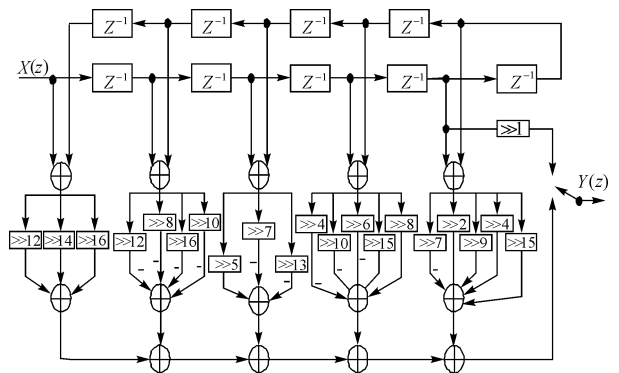 Z⁻¹ Z⁻¹ Z⁻¹ Z⁻¹
X(z) Z⁻¹ Z⁻¹ Z⁻¹ Z⁻¹ Z⁻¹
>>1
Y(z)
>>8 >>10 >>4 >>6 >>8 >>2 >>4
>>7
>>12 >>14 >>16 >>12 >>16 >>10 >>15 >>7 >>9 >>15
>>5 >>13
- - - - - - - - - -